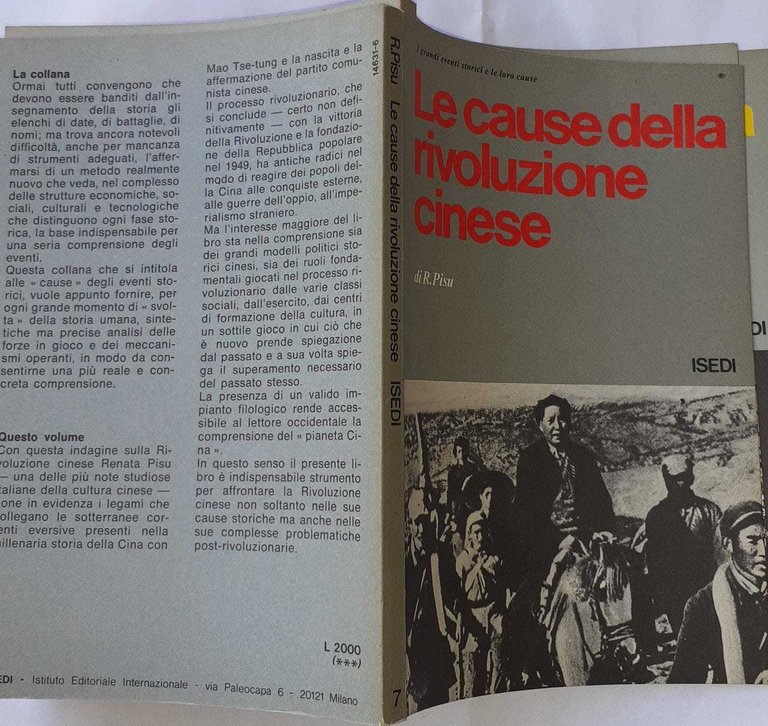 La collana
Ormai tutti convengono che
devono essere banditi dall'in-
segnamento della storia gli
elenchi di date, di battaglie, di
nomi; ma trova ancora notevoli
difficoltà, anche per mancanza
di strumenti adeguati, l'affer-
marsi di un metodo realmente
nuovo che veda, nel complesso
delle strutture economiche, so-
ciali, culturali e tecnologiche
che distinguono ogni fase sto-
rica, la base indispensabile per
una seria comprensione degli
eventi.
Questa collana che si intitola
alle « cause » degli eventi sto-
rici, vuole appunto fornire, per
ogni grande momento di « svol-
ta » della storia umana, sinte-
tiche ma precise analisi delle
forze in gioco e dei meccani-
smi operanti, in modo da con-
sentirne una più reale e con-
creta comprensione.
Questo volume
Con questa indagine sulla Ri-
voluzione cinese Renata Pisu
— una delle più note studiose
italiane della cultura cinese —
one in evidenza i legami che
ollegano le sotterranee cor-
enti eversive presenti nella
illenaria storia della Cina con
Mao Tse-tung e la nascita e la
affermazione del partito comu-
nista cinese.
Il processo rivoluzionario, che
si conclude — certo non defi-
nitivamente — con la vittoria
della Rivoluzione e la fondazio-
ne della Repubblica popolare
nel 1949, ha antiche radici nel
modo di reagire dei popoli del-
la Cina alle conquiste esterne,
alle guerre dell'oppio, all'impe-
rialismo straniero.
Ma l'interesse maggiore del li-
bro sta nella comprensione sia
dei grandi modelli politici sto-
rici cinesi, sia dei ruoli fonda-
mentali giocati nel processo ri-
voluzionario dalle varie classi
sociali, dall'esercito, dai centri
di formazione della cultura, in
un sottile gioco in cui ciò che
è nuovo prende spiegazione
dal passato e a sua volta spie-
ga il superamento necessario
del passato stesso.
La presenza di un valido im-
pianto filologico rende acces-
sibile al lettore occidentale la
comprensione del « pianeta Ci-
na ».
In questo senso il presente li-
bro è indispensabile strumento
per affrontare la Rivoluzione
cinese non soltanto nelle sue
cause storiche ma anche nelle
sue complesse problematiche
post-rivoluzionarie.
L 2000
(***)
EDI - Istituto Editoriale Internazionale - via Paleocapa 6 - 20121 Milano
14631-6
R.Pisu Le cause della rivoluzione cinese ISEDI
7
I grandi eventi storici e le loro cause
Le cause della
rivoluzione
cinese
di R.Pisu
ISEDI
DI